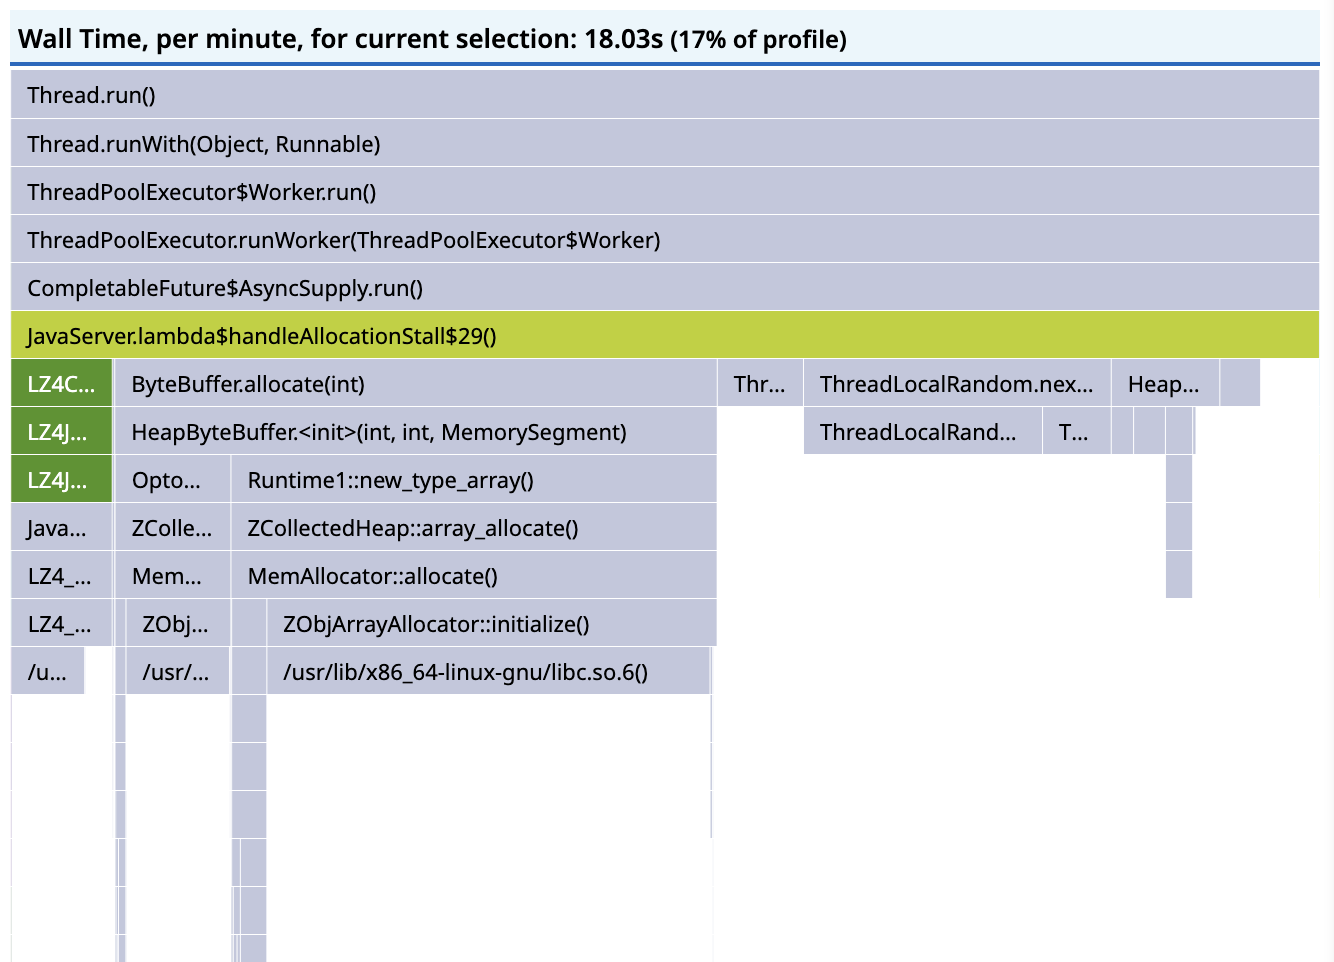 Wall Time, per minute, for current selection: 18.03s (17% of profile)
Thread.run()
Thread.runWith(Object, Runnable)
ThreadPoolExecutor$Worker.run()
ThreadPoolExecutor.runWorker(ThreadPoolExecutor$Worker)
CompletableFuture$AsyncSupply.run()
JavaServer.lambda$handleAllocationStall$29()
LZ4C... ByteBuffer.allocate(int) Thr... ThreadLocalRandom.nex... Heap...
LZ4J... HeapByteBuffer.<init>(int, int, MemorySegment) ThreadLocalRand... T...
LZ4J... Opto... Runtime1::new_type_array()
Java... ZColle... ZCollectedHeap::array_allocate()
LZ4_... Mem... MemAllocator::allocate()
LZ4_... ZObj... ZObjArrayAllocator::initialize()
/u... /usr/... /usr/lib/x86_64-linux-gnu/libc.so.6()